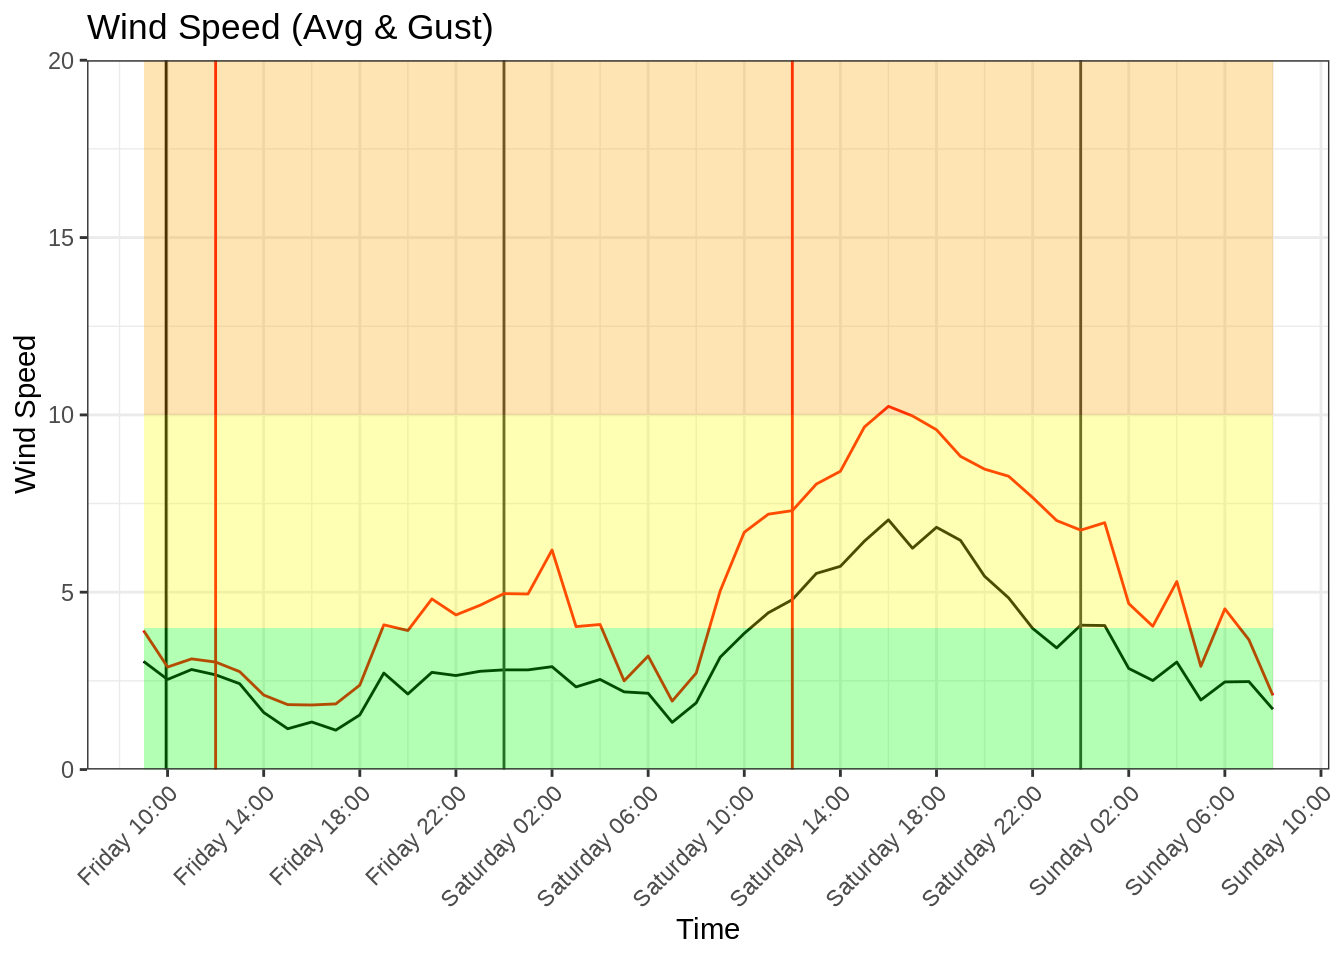 Wind Speed (Avg & Gust)
20
15
10
5
0
Wind Speed
Friday 10:00
Friday 14:00
Friday 18:00
Friday 22:00
Saturday 02:00
Saturday 06:00
Saturday 10:00
Saturday 14:00
Saturday 18:00
Saturday 22:00
Sunday 02:00
Sunday 06:00
Sunday 10:00
Time